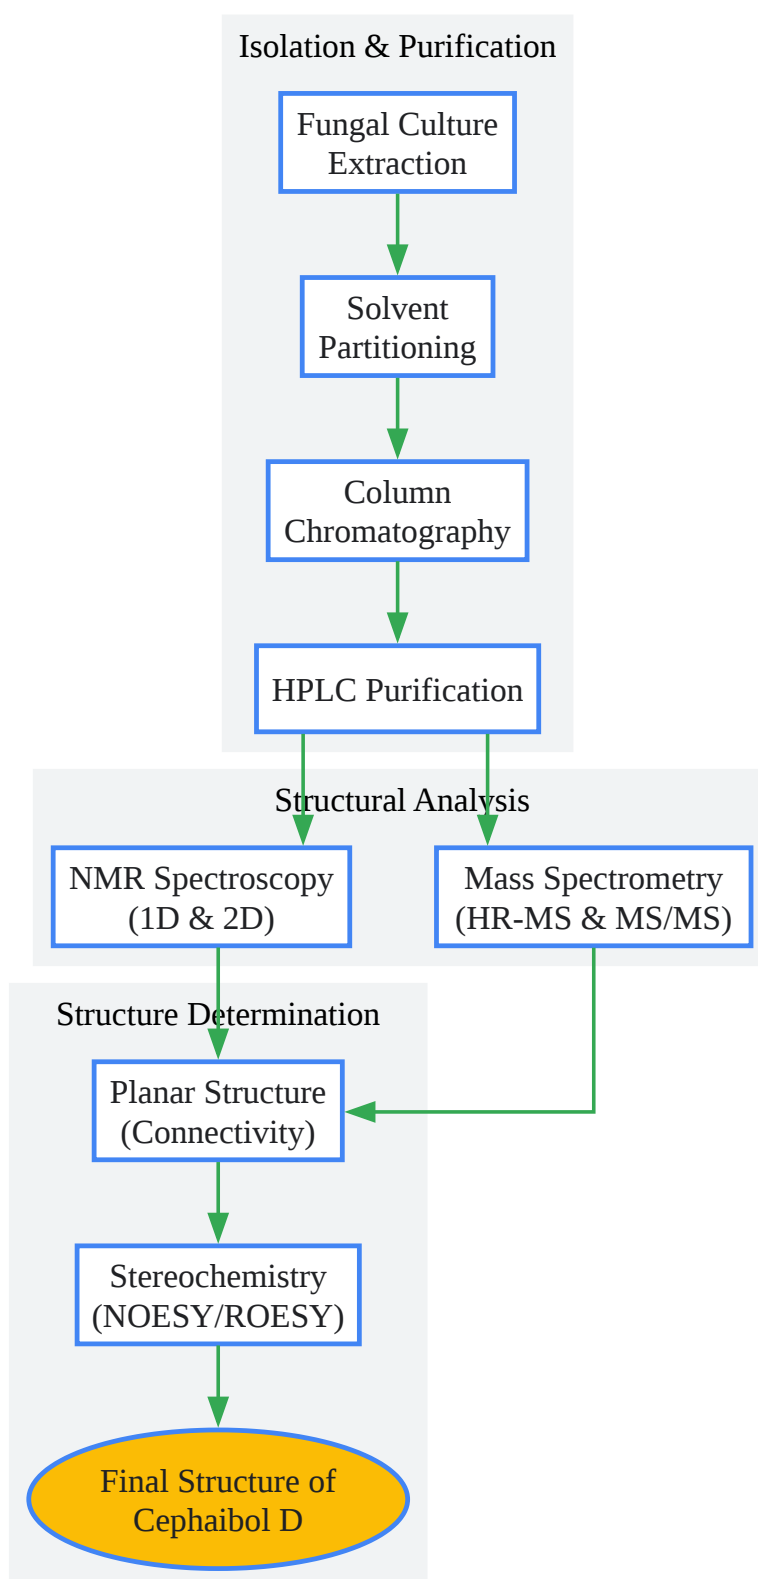 Isolation & Purification
Fungal Culture
Extraction
Solvent
Partitioning
Column
Chromatography
HPLC Purification
Structural Analysis
NMR Spectroscopy
(1D & 2D)
Mass Spectrometry
(HR-MS & MS/MS)
Structure Determination
Planar Structure
(Connectivity)
Stereochemistry
(NOESY/ROESY)
Final Structure of
Cephaibol D